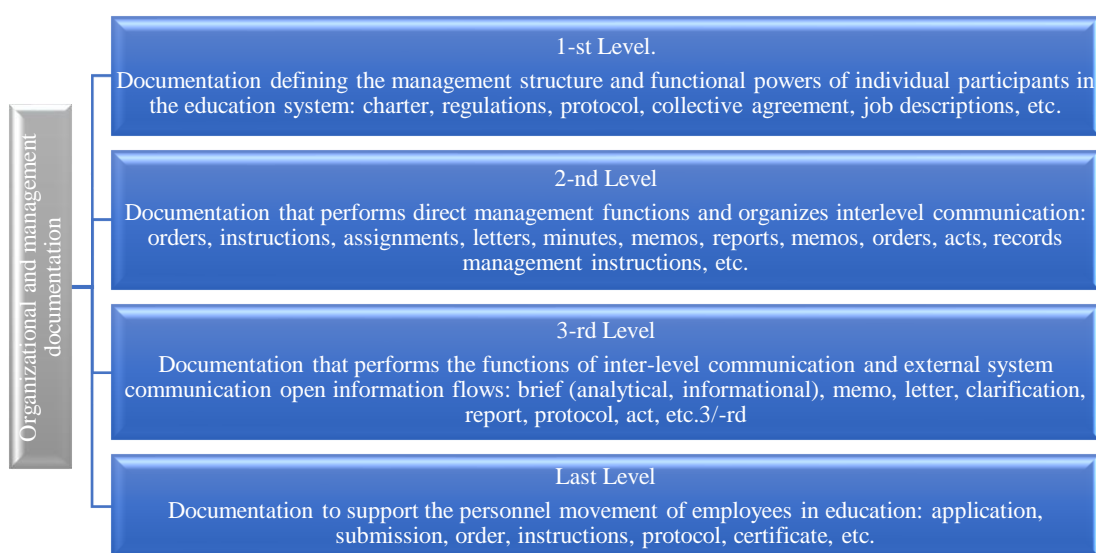 Organizational and management
documentation
1-st Level.
Documentation defining the management structure and functional powers of individual participants in
the education system: charter, regulations, protocol, collective agreement, job descriptions, etc.
2-nd Level
Documentation that performs direct management functions and organizes interlevel communication:
orders, instructions, assignments, letters, minutes, memos, reports, memos, orders, acts, records
management instructions, etc.
3-rd Level
Documentation that performs the functions of inter-level communication and external system
communication open information flows: brief (analytical, informational), memo, letter, clarification,
report, protocol, act, etc.3/-rd
Last Level
Documentation to support the personnel movement of employees in education: application,
submission, order, instructions, protocol, certificate, etc.